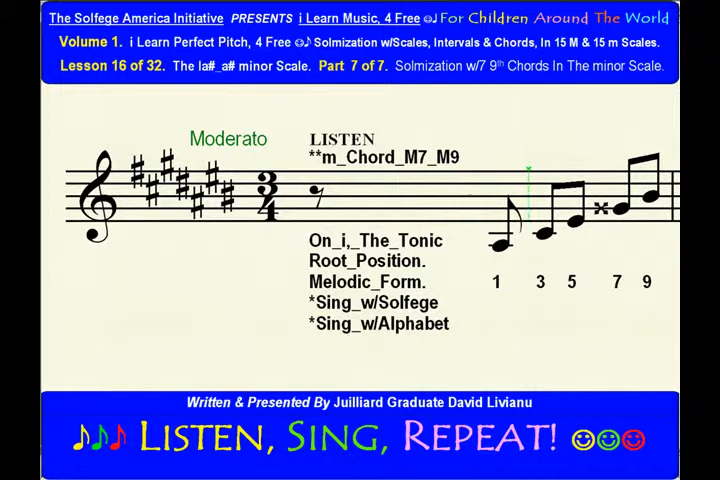 The Solfege America Initiative PRESENTS i Learn Music, 4 Free ☺♩ For Children Around The World
Volume 1. i Learn Perfect Pitch, 4 Free ☺♪ Solmization w/Scales, Intervals & Chords, In 15 M & 15 m Scales.
Lesson 16 of 32. The la#_a# minor Scale. Part 7 of 7. Solmization w/7 9th Chords In The minor Scale.
Moderato
LISTEN
**m_Chord_M7_M9
3
4
On_i,_The_Tonic
Root_Position.
Melodic_Form. 1 3 5 7 9
*Sing_w/Solfege
*Sing_w/Alphabet
Written & Presented By Juilliard Graduate David Livianu
♪♪♪ LISTEN, SING, REPEAT! ☺☺☺